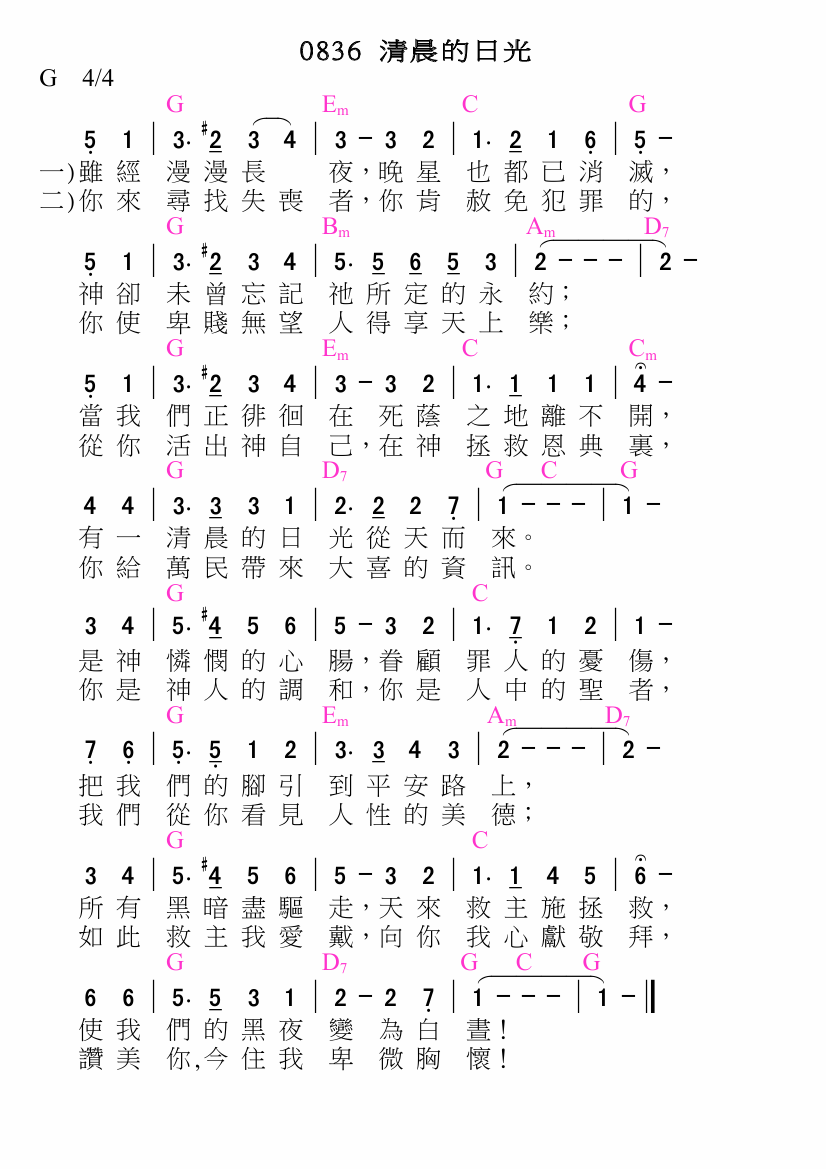 0836 清晨的日光
G 4/4
G Em C G
5 1 | 3. #2 3 4 | 3 - 3 2 | 1. 2 1 6 | 5 -
一)雖經 漫漫長 夜，晚星 也都已消 滅，
二)你來 尋找失喪 者，你肯 赦免犯罪 的，
G Bm Am D7
5 1 | 3. #2 3 4 | 5. 5 6 5 3 | 2 - - - | 2 -
神卻 未曾忘記 祂所定的永 約；
你使 卑賤無望 人得享天上 樂；
G Em C Cm
5 1 | 3. #2 3 4 | 3 - 3 2 | 1. 1 1 1 | 4 -
當我 們正徘徊 在 死蔭 之地離不 開，
從你 活出神自 己，在神 拯救恩典 裏，
G D7 G C G
4 4 | 3. 3 3 1 | 2. 2 2 7 | 1 - - - | 1 -
有一 清晨的日 光從天而 來。
你給 萬民帶來 大喜的資 訊。
G C
3 4 | 5. #4 5 6 | 5 - 3 2 | 1. 7 1 2 | 1 -
是神 憐憫的心 腸，眷顧 罪人的憂 傷，
你是 神人的調 和，你是 人中的聖 者，
G Em Am D7
7 6 | 5. 5 1 2 | 3. 3 4 3 | 2 - - - | 2 -
把我 們的腳引 到平安路 上，
我們 從你看見 人性的美 德；
G C
3 4 | 5. #4 5 6 | 5 - 3 2 | 1. 1 4 5 | 6 -
所有 黑暗盡驅 走，天來 救主施拯 救，
如此 救主我愛 戴，向你 我心獻敬 拜，
G D7 G C G
6 6 | 5. 5 3 1 | 2 - 2 7 | 1 - - - | 1 -
使我 們的黑夜 變 為白 晝！
讚美 你,今住我 卑 微胸 懷！